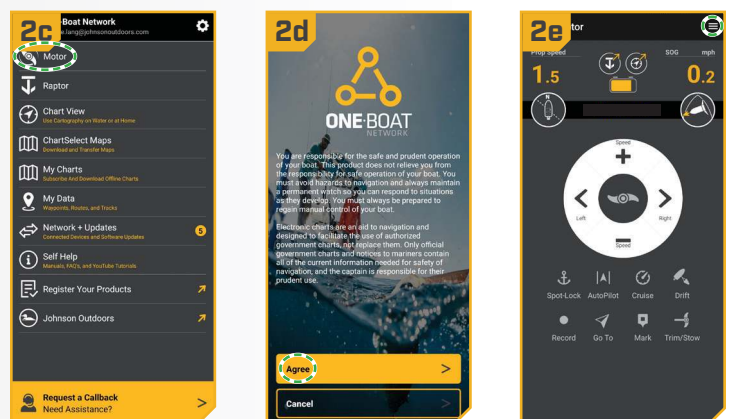 2c
-Boat Network
.lang@johnsonoutdoors.com
Motor
Raptor
Chart View
Use Cartography on Water or at Home
ChartSelect Maps
Download and Transfer Maps
My Charts
Subscribe And Download Offline Charts
My Data
Waypoints, Routes, and Tracks
Network + Updates
Connected Devices and Software Updates
5
Self Help
Manuals, FAQ's, and YouTube Tutorials
Register Your Products
Johnson Outdoors
Request a Callback
Need Assistance?
2d
ONE·BOAT
NETWORK
You are responsible for the safe and prudent operation
of your boat. This product does not relieve you from
the responsibility for safe operation of your boat. You
must avoid hazards to navigation and always maintain
a permanent watch so you can respond to situations
as they develop. You must always be prepared to
regain manual control of your boat.
Electronic charts are an aid to navigation and
designed to facilitate the use of authorized
government charts, not replace them. Only official
government charts and notices to mariners contain
all of the current information needed for safety of
navigation, and the captain is responsible for their
prudent use.
Agree
Cancel
2e
tor
Prop Speed
SOG mph
1.5
0.2
N
Speed
Left
Right
Speed
Spot-Lock AutoPilot Cruise Drift
Record Go To Mark Trim/Stow